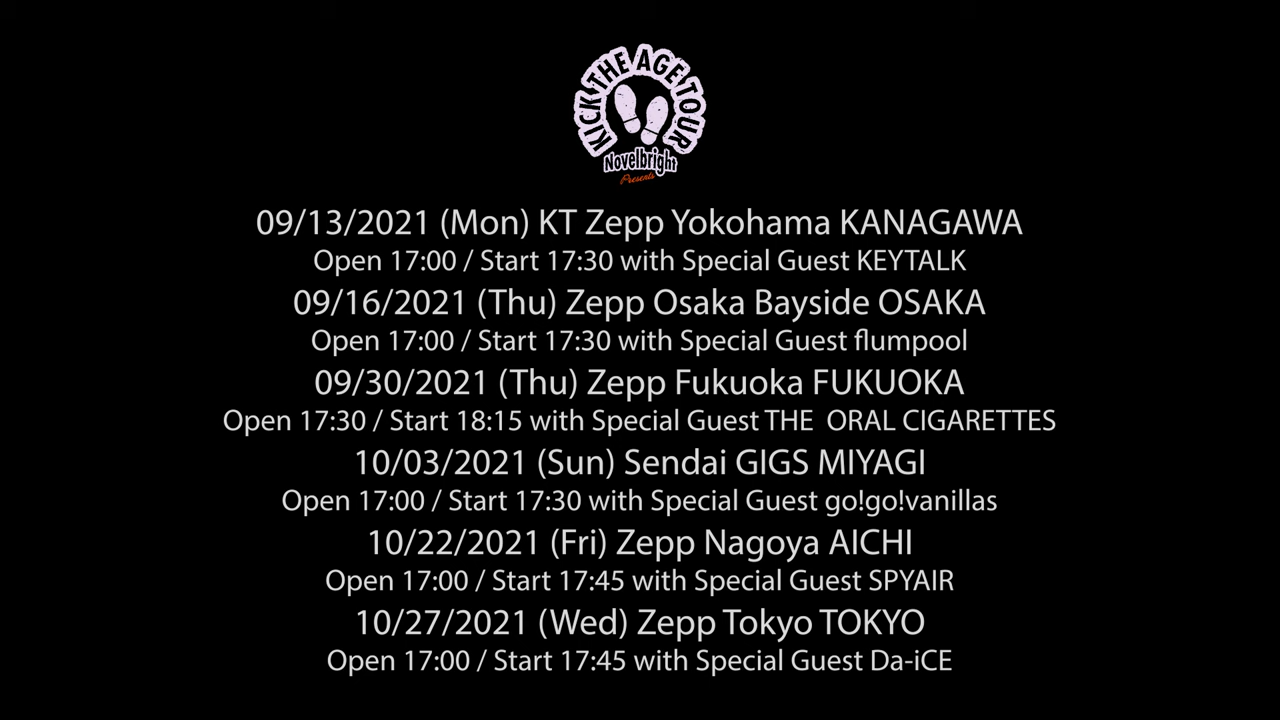 KICK THE AGE TOUR
Novelbright
Presents
09/13/2021 (Mon) KT Zepp Yokohama KANAGAWA
Open 17:00 / Start 17:30 with Special Guest KEYTALK
09/16/2021 (Thu) Zepp Osaka Bayside OSAKA
Open 17:00 / Start 17:30 with Special Guest flumpool
09/30/2021 (Thu) Zepp Fukuoka FUKUOKA
Open 17:30 / Start 18:15 with Special Guest THE  ORAL CIGARETTES
10/03/2021 (Sun) Sendai GIGS MIYAGI
Open 17:00 / Start 17:30 with Special Guest go!go!vanillas
10/22/2021 (Fri) Zepp Nagoya AICHI
Open 17:00 / Start 17:45 with Special Guest SPYAIR
10/27/2021 (Wed) Zepp Tokyo TOKYO
Open 17:00 / Start 17:45 with Special Guest Da-iCE